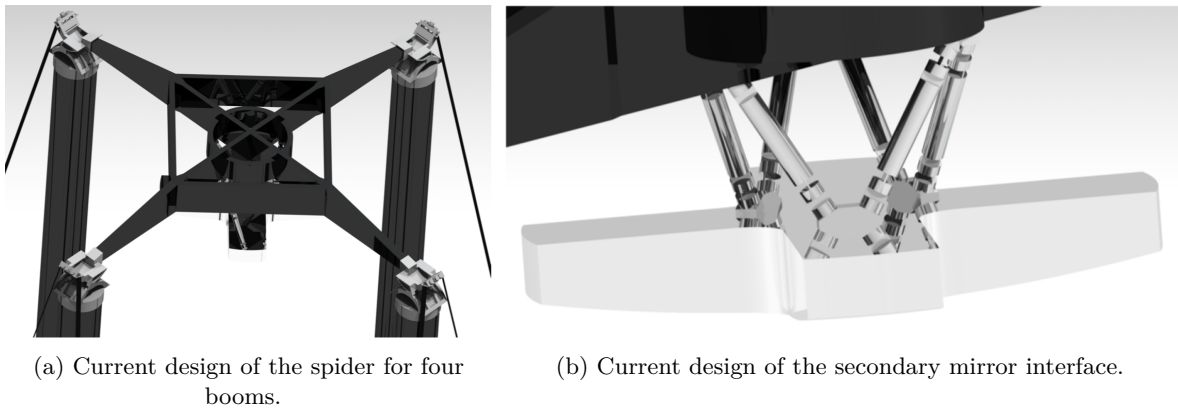 (a) Current design of the spider for four
booms.
(b) Current design of the secondary mirror interface.